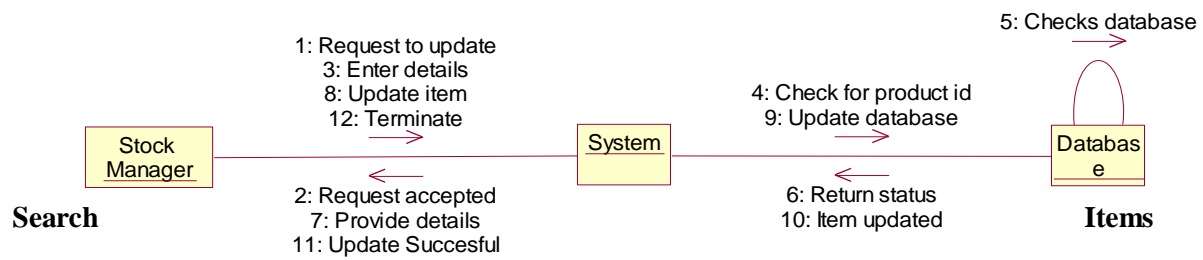 5: Checks database
1: Request to update
3: Enter details
8: Update item
12: Terminate
4: Check for product id
9: Update database
Stock
Manager
System
Databas
e
2: Request accepted
7: Provide details
11: Update Succesful
6: Return status
10: Item updated
Search
Items